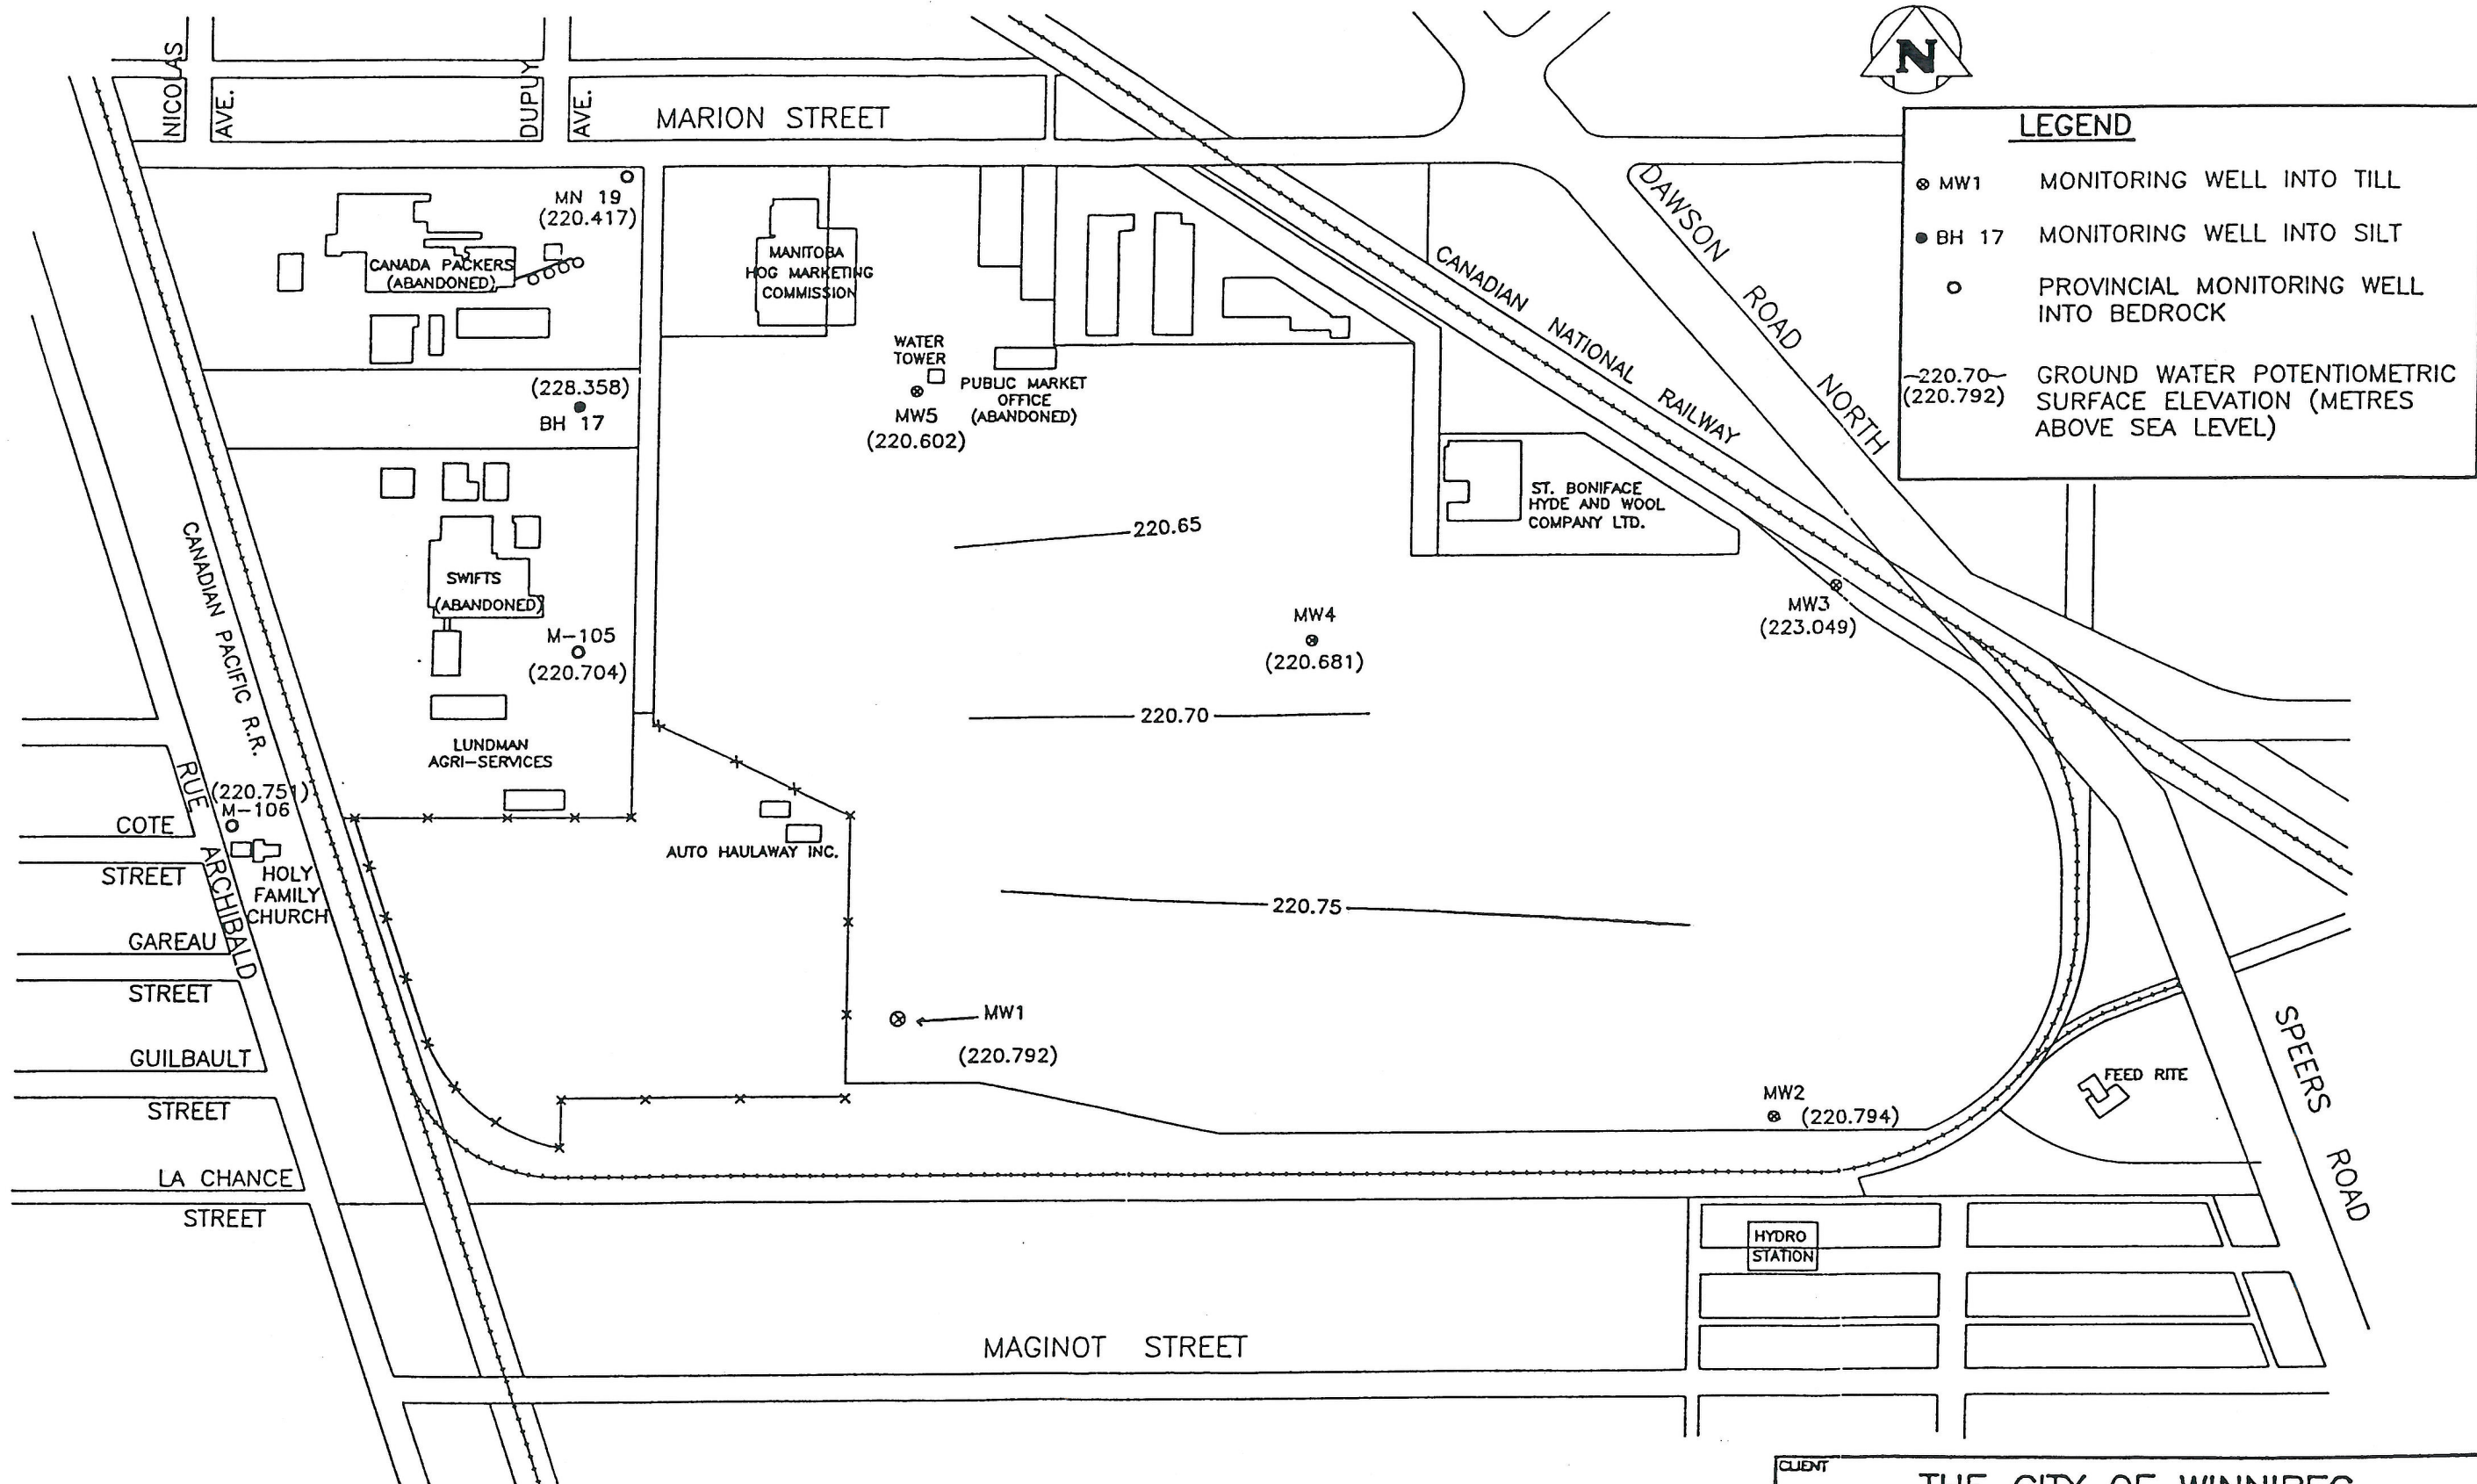 NICOLAS
AVE.
DUPUY
AVE.
MARION STREET
N
LEGEND
MW1 MONITORING WELL INTO TILL
BH 17 MONITORING WELL INTO SILT
PROVINCIAL MONITORING WELL
INTO BEDROCK
220.70
(220.792)
GROUND WATER POTENTIOMETRIC
SURFACE ELEVATION (METRES
ABOVE SEA LEVEL)
MN 19
(220.417)
CANADA PACKERS
(ABANDONED)
MANITOBA
HOG MARKETING
COMMISSION
WATER
TOWER
MW5
(220.602)
PUBLIC MARKET
OFFICE
(ABANDONED)
CANADIAN NATIONAL RAILWAY
DAWSON ROAD NORTH
(228.358)
BH 17
ST. BONIFACE
HYDE AND WOOL
COMPANY LTD.
220.65
CANADIAN PACIFIC R.R.
SWIFTS
(ABANDONED)
M-105
(220.704)
MW4
(220.681)
MW3
(223.049)
220.70
LUNDMAN
AGRI-SERVICES
RUE ARCHIBALD
(220.751)
M-106
COTE
STREET
HOLY
FAMILY
CHURCH
AUTO HAULAWAY INC.
220.75
GAREAU
STREET
MW1
(220.792)
GUILBAULT
STREET
MW2
(220.794)
FEED RITE
SPEERS ROAD
LA CHANCE
STREET
HYDRO
STATION
MAGINOT STREET
CLIENT
THE CITY OF WINNIPEG